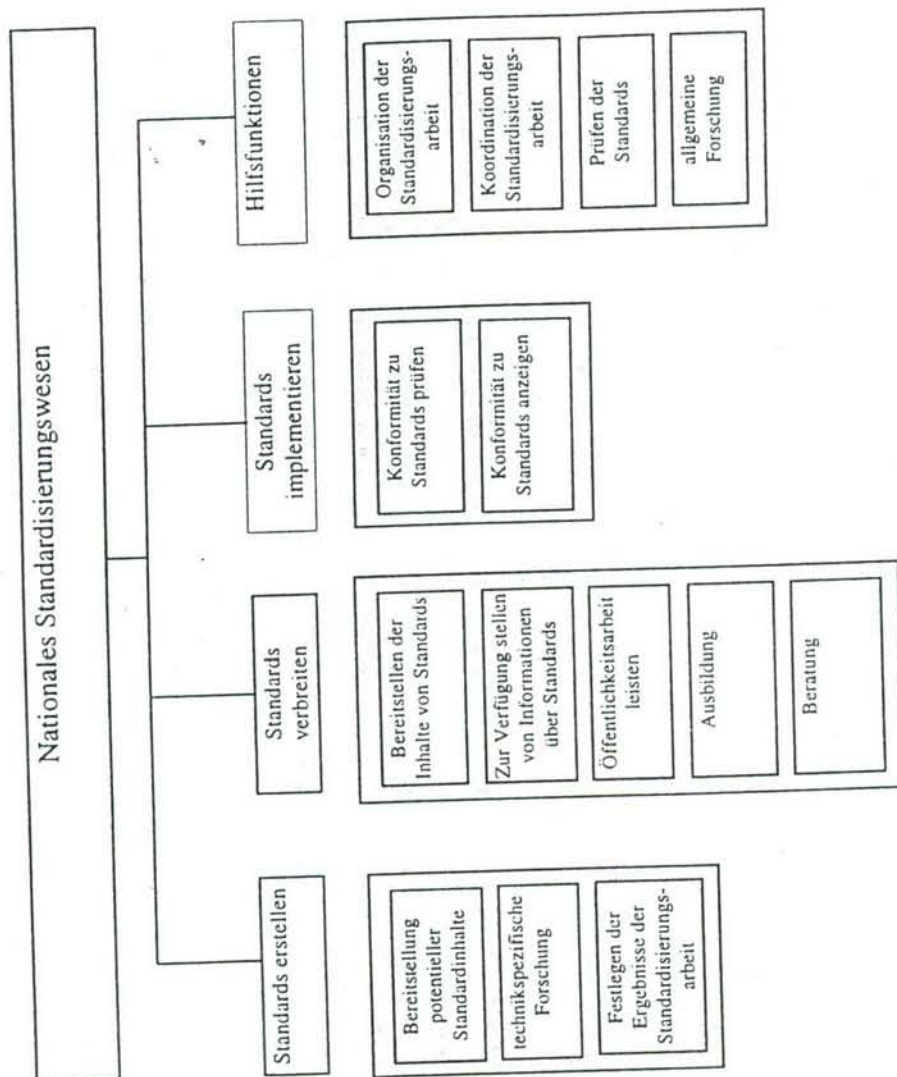 Nationales Standardisierungswesen
Standards erstellen
Bereitstellung
potentieller
Standardinhalte
technikspezifische
Forschung
Festlegen der
Ergebnisse der
Standardisierungs-
arbeit
Standards
verbreiten
Bereitstellen der
Inhalte von Standards
Zur Verfügung stellen
von Informationen
über Standards
Öffentlichkeitsarbeit
leisten
Ausbildung
Beratung
Standards
implementieren
Konformität zu
Standards prüfen
Konformität zu
Standards anzeigen
Hilfsfunktionen
Organisation der
Standardisierungs-
arbeit
Koordination der
Standardisierungs-
arbeit
Prüfen der
Standards
allgemeine
Forschung